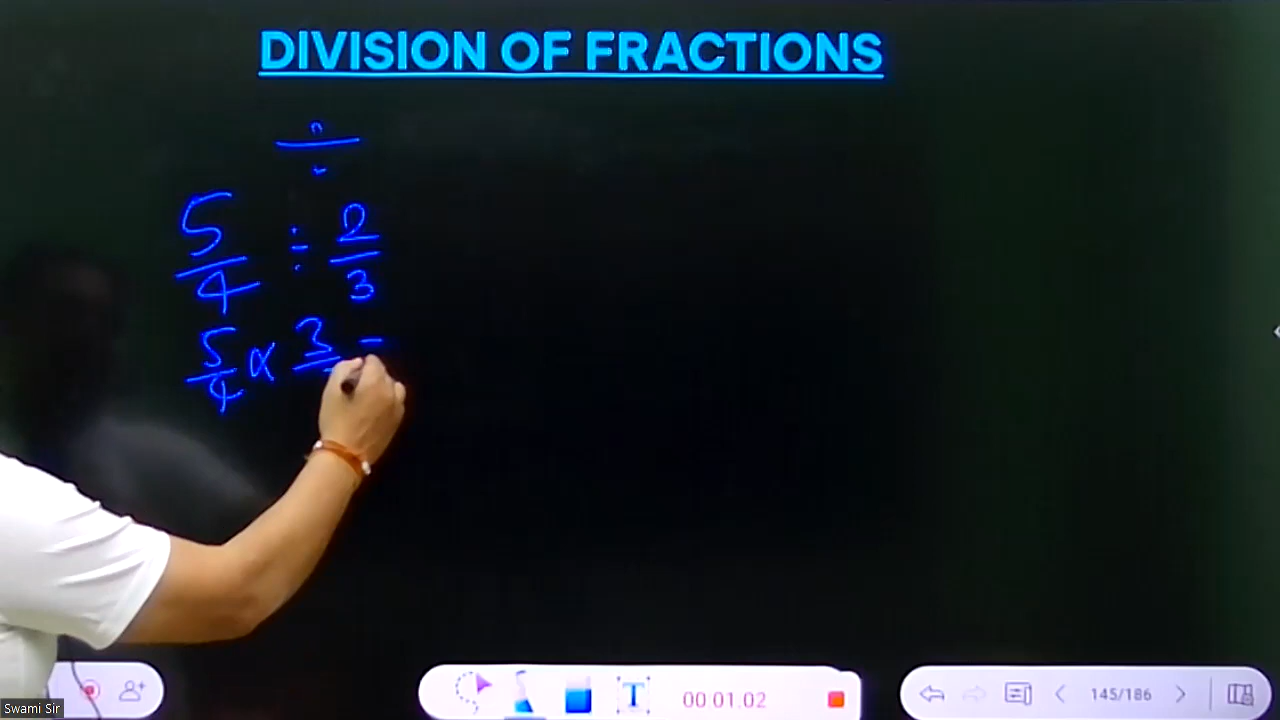 DIVISION OF FRACTIONS
÷
5/4 ÷ 2/3
5/4 × 3/ =
00:01:02
145/186
Swami Sir